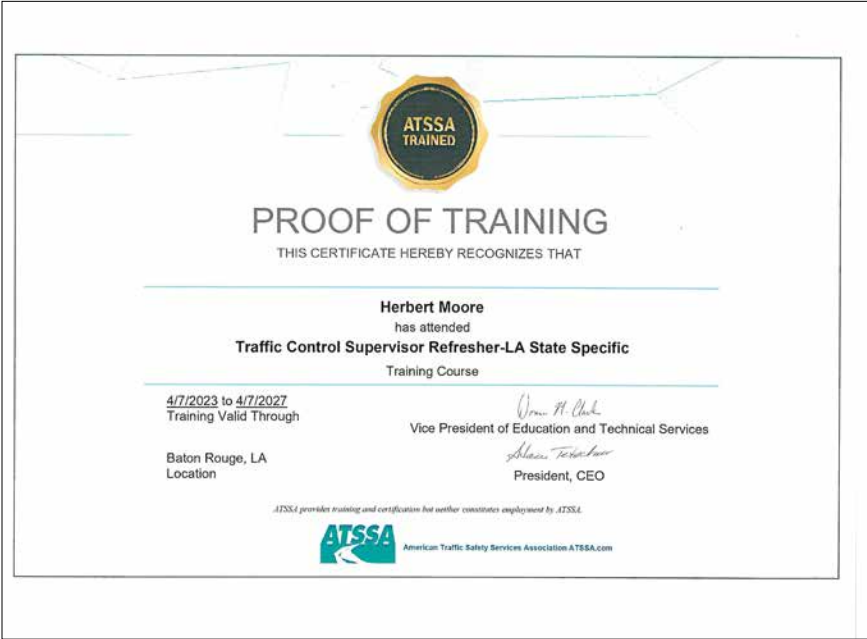 ATSSA
TRAINED
PROOF OF TRAINING
THIS CERTIFICATE HEREBY RECOGNIZES THAT
Herbert Moore
has attended
Traffic Control Supervisor Refresher-LA State Specific
Training Course
4/7/2023 to 4/7/2027
Training Valid Through
Vice President of Education and Technical Services
Baton Rouge, LA
Location
President, CEO
ATSSA provides training and certification but neither constitutes employment by ATSSA.
ATSSA
American Traffic Safety Services Association ATSSA.com